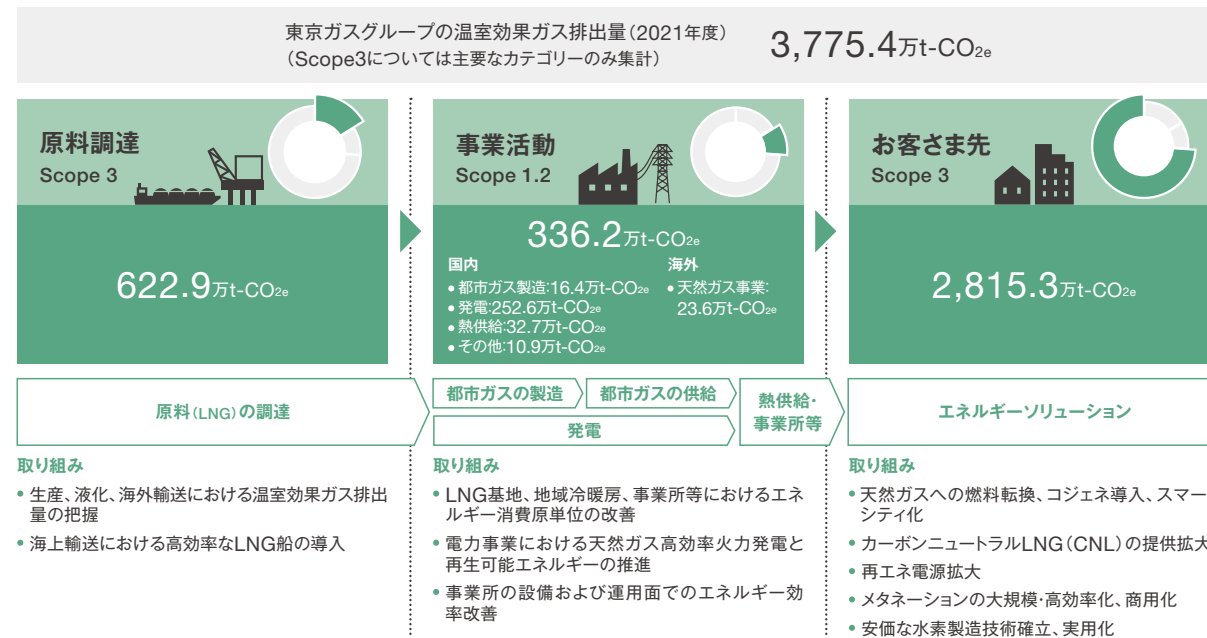 東京ガスグループの温室効果ガス排出量（2021年度）
（Scope3については主要なカテゴリーのみ集計）
3,775.4万t-CO2e
原料調達
Scope 3
622.9万t-CO2e
事業活動
Scope 1.2
336.2万t-CO2e
国内
●都市ガス製造:16.4万t-CO2e
●発電:252.6万t-CO2e
●熱供給:32.7万t-CO2e
●その他:10.9万t-CO2e
海外
●天然ガス事業:
23.6万t-CO2e
お客さま先
Scope 3
2,815.3万t-CO2e
原料（LNG）の調達
都市ガスの製造
都市ガスの供給
発電
熱供給・
事業所等
エネルギーソリューション
取り組み
●生産、液化、海外輸送における温室効果ガス排出
量の把握
●海上輸送における高効率なLNG船の導入
取り組み
●LNG基地、地域冷暖房、事業所等におけるエネ
ルギー消費原単位の改善
●電力事業における天然ガス高効率火力発電と
再生可能エネルギーの推進
●事業所の設備および運用面でのエネルギー効
率改善
取り組み
●天然ガスへの燃料転換、コジェネ導入、スマー
シティ化
●カーボンニュートラルLNG（CNL）の提供拡大
●再エネ電源拡大
●メタネーションの大規模・高効率化、商用化
●安価な水素製造技術確立、実用化